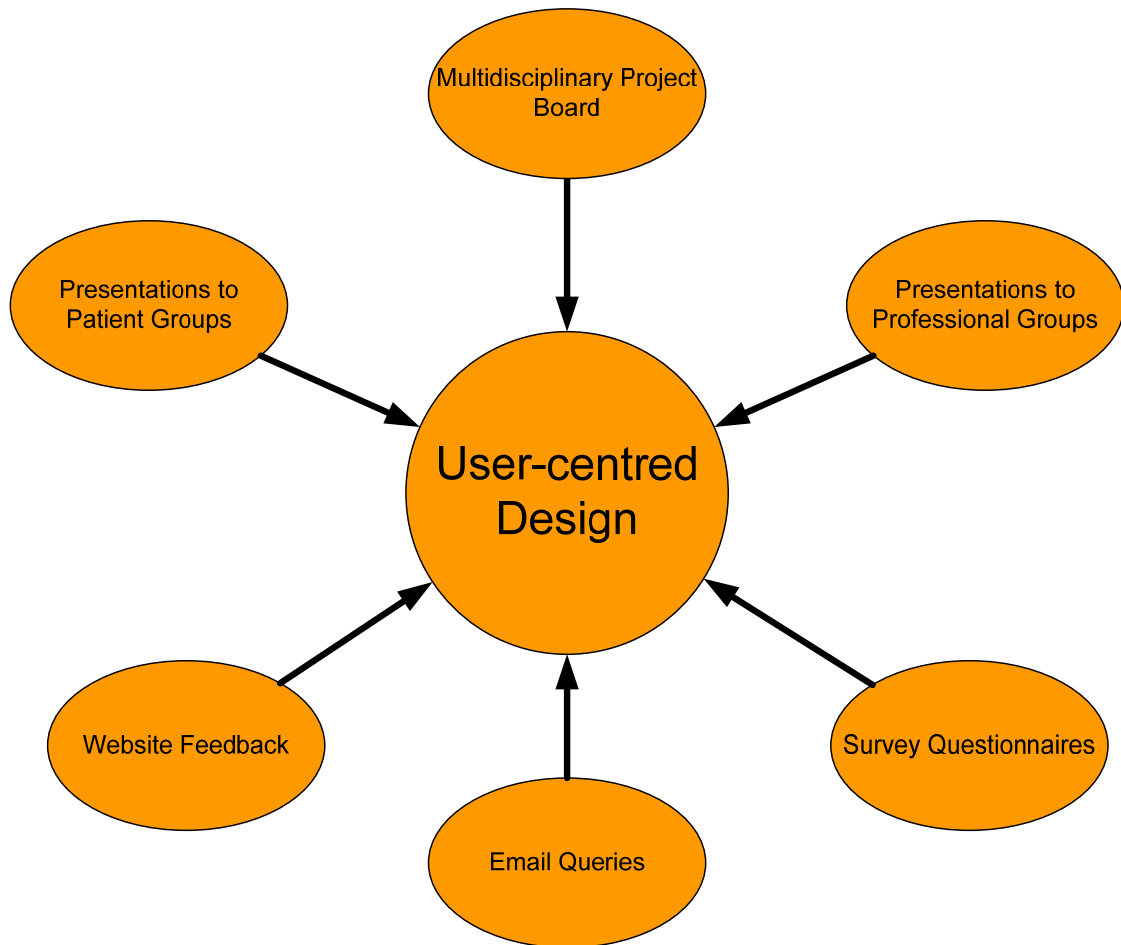 Multidisciplinary Project
Board
Presentations to
Patient Groups
Presentations to
Professional Groups
User-centred
Design
Website Feedback
Survey Questionnaires
Email Queries